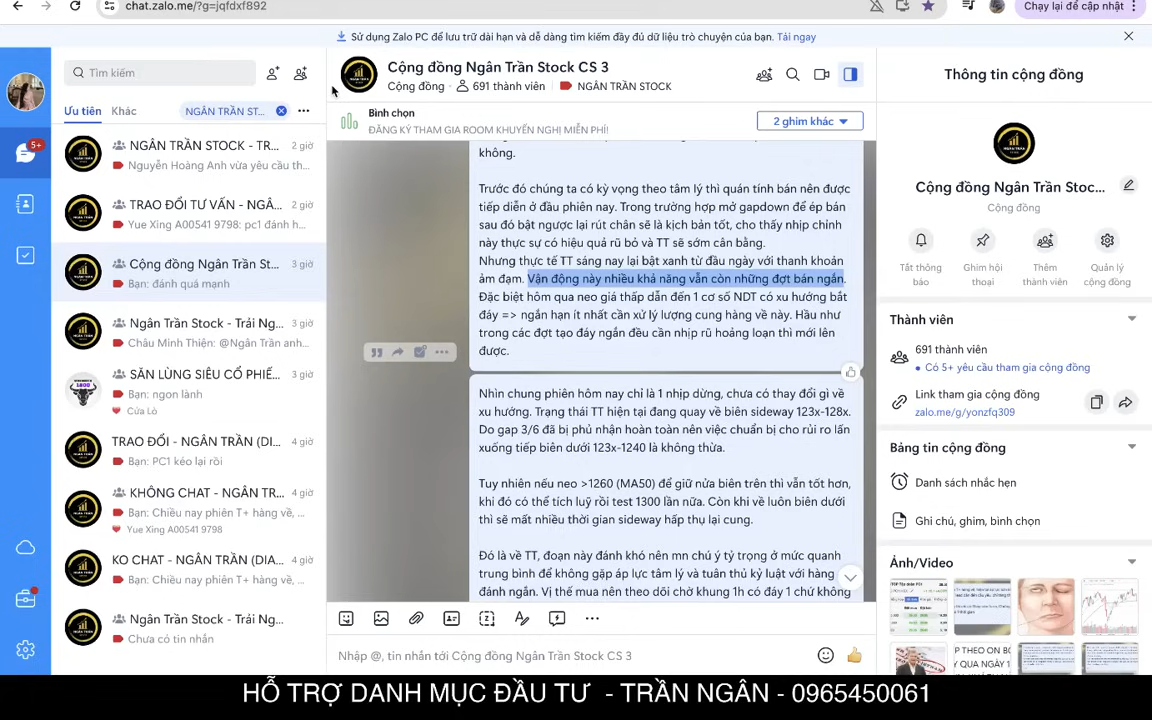 chat.zalo.me/?g=jqfdxf892
Chạy lại để cập nhật
Sử dụng Zalo PC để lưu trữ dài hạn và dễ dàng tìm kiếm đầy đủ dữ liệu trò chuyện của bạn. Tải ngay
Tìm kiếm
Ưu tiên Khác NGÂN TRẦN ST...
NGÂN TRẦN STOCK - TR... 2 giờ
Nguyễn Hoàng Anh vừa yêu cầu th...
TRAO ĐỔI TƯ VẤN - NGÂ... 2 giờ
Yue Xing A00541 9798: pc1 đánh h...
Cộng đồng Ngân Trần St... 3 giờ
Bạn: đánh quả mạnh
Ngân Trần Stock - Trải Ng... 3 giờ
Châu Minh Thiện: @Ngân Trần anh...
SĂN LÙNG SIÊU CỔ PHIẾ... 3 giờ
Bạn: ngon lành
Cửa Lò
TRAO ĐỔI - NGÂN TRẦN (DI... 4 giờ
Bạn: PC1 kéo lại rồi
KHÔNG CHAT - NGÂN TR... 4 giờ
Bạn: Chiều nay phiên T+ hàng về, ...
Yue Xing A00541 9798
KO CHAT - NGÂN TRẦN (DIA... 4 giờ
Bạn: Chiều nay phiên T+ hàng về, ...
Ngân Trần Stock - Trải Ng...
Chưa có tin nhắn
Cộng đồng Ngân Trần Stock CS 3
Cộng đồng 691 thành viên NGÂN TRẦN STOCK
Bình chọn
ĐĂNG KÝ THAM GIA ROOM KHUYẾN NGHỊ MIỄN PHÍ!
2 ghim khác
không.
Trước đó chúng ta có kỳ vọng theo tâm lý thì quán tính bán nên được
tiếp diễn ở đầu phiên nay. Trong trường hợp mở gapdown để ép bán
sau đó bật ngược lại rút chân sẽ là kịch bản tốt, cho thấy nhịp chỉnh
này thực sự có hiệu quả rũ bỏ và TT sẽ sớm cân bằng.
Nhưng thực tế TT sáng nay lại bật xanh từ đầu ngày với thanh khoản
ảm đạm. Vận động này nhiều khả năng vẫn còn những đợt bán ngắn.
Đặc biệt hôm qua neo giá thấp dẫn đến 1 cơ số NDT có xu hướng bắt
đáy => ngắn hạn ít nhất cần xử lý lượng cung hàng về này. Hầu như
trong các đợt tạo đáy ngắn đều cần nhịp rũ hoảng loạn thì mới lên
được.
Nhìn chung phiên hôm nay chỉ là 1 nhịp dừng, chưa có thay đổi gì về
xu hướng. Trạng thái TT hiện tại đang quay về biên sideway 123x-128x.
Do gap 3/6 đã bị phủ nhận hoàn toàn nên việc chuẩn bị cho rủi ro lấn
xuống tiếp biên dưới 123x-1240 là không thừa.
Tuy nhiên nếu neo >1260 (MA50) để giữ nửa biên trên thì vẫn tốt hơn,
khi đó có thể tích luỹ rồi test 1300 lần nữa. Còn khi về luôn biên dưới
thì sẽ mất nhiều thời gian sideway hấp thụ lại cung.
Đó là về TT, đoạn này đánh khó nên mn chú ý tỷ trọng ở mức quanh
trung bình để không gặp áp lực tâm lý và tuân thủ kỷ luật với hàng
đánh ngắn. Vị thế mua nên theo dõi chờ khung 1h có đáy 1 chứ không
Nhập @, tin nhắn tới Cộng đồng Ngân Trần Stock CS 3
Thông tin cộng đồng
Cộng đồng Ngân Trần Stoc...
Cộng đồng
Tắt thông báo
Ghim hội thoại
Thêm thành viên
Quản lý cộng đồng
Thành viên
691 thành viên
Có 5+ yêu cầu tham gia cộng đồng
Link tham gia cộng đồng
zalo.me/g/yonzfq309
Bảng tin cộng đồng
Danh sách nhắc hẹn
Ghi chú, ghim, bình chọn
Ảnh/Video
HỖ TRỢ DANH MỤC ĐẦU TƯ - TRẦN NGÂN - 0965450061